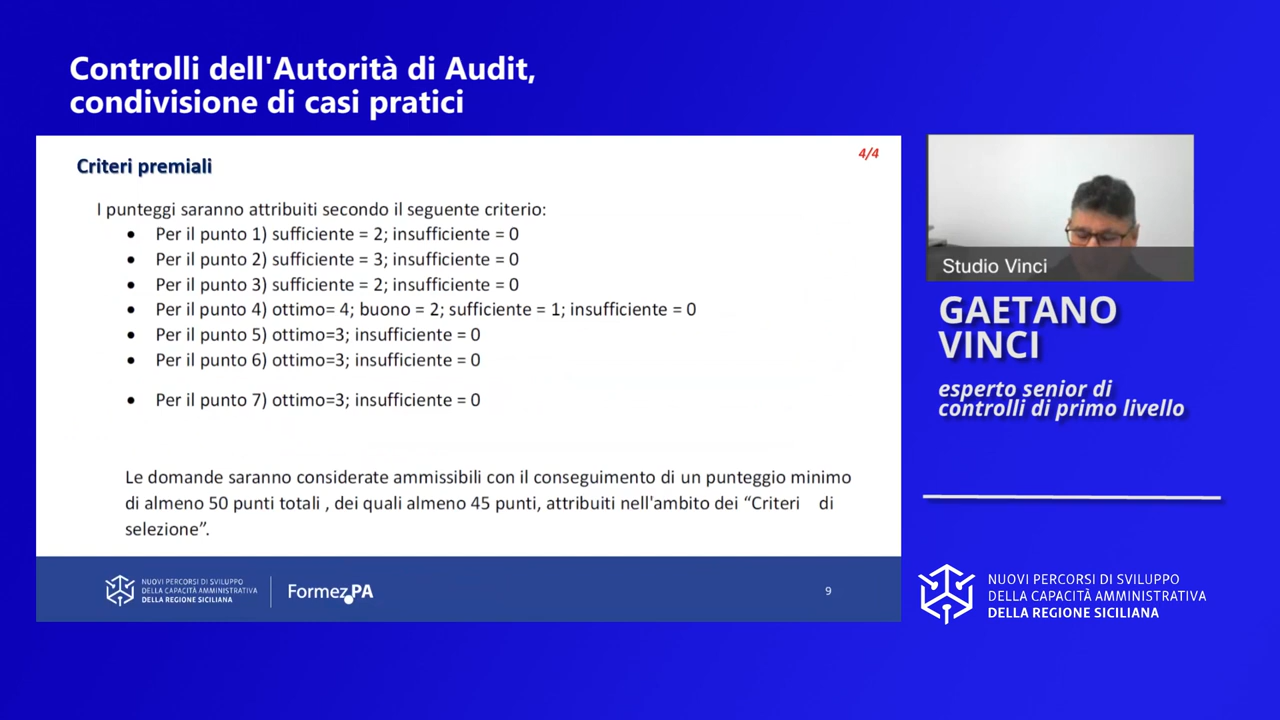 Controlli dell'Autorità di Audit,
condivisione di casi pratici
4/4
Criteri premiali
I punteggi saranno attribuiti secondo il seguente criterio:
• Per il punto 1) sufficiente = 2; insufficiente = 0
• Per il punto 2) sufficiente = 3; insufficiente = 0
• Per il punto 3) sufficiente = 2; insufficiente = 0
• Per il punto 4) ottimo= 4; buono = 2; sufficiente = 1; insufficiente = 0
• Per il punto 5) ottimo=3; insufficiente = 0
• Per il punto 6) ottimo=3; insufficiente = 0
• Per il punto 7) ottimo=3; insufficiente = 0
Le domande saranno considerate ammissibili con il conseguimento di un punteggio minimo
di almeno 50 punti totali , dei quali almeno 45 punti, attribuiti nell'ambito dei “Criteri di
selezione”.
NUOVI PERCORSI DI SVILUPPO
DELLA CAPACITÀ AMMINISTRATIVA
DELLA REGIONE SICILIANA
Formez PA
9
Studio Vinci
GAETANO
VINCI
esperto senior di
controlli di primo livello
NUOVI PERCORSI DI SVILUPPO
DELLA CAPACITÀ AMMINISTRATIVA
DELLA REGIONE SICILIANA